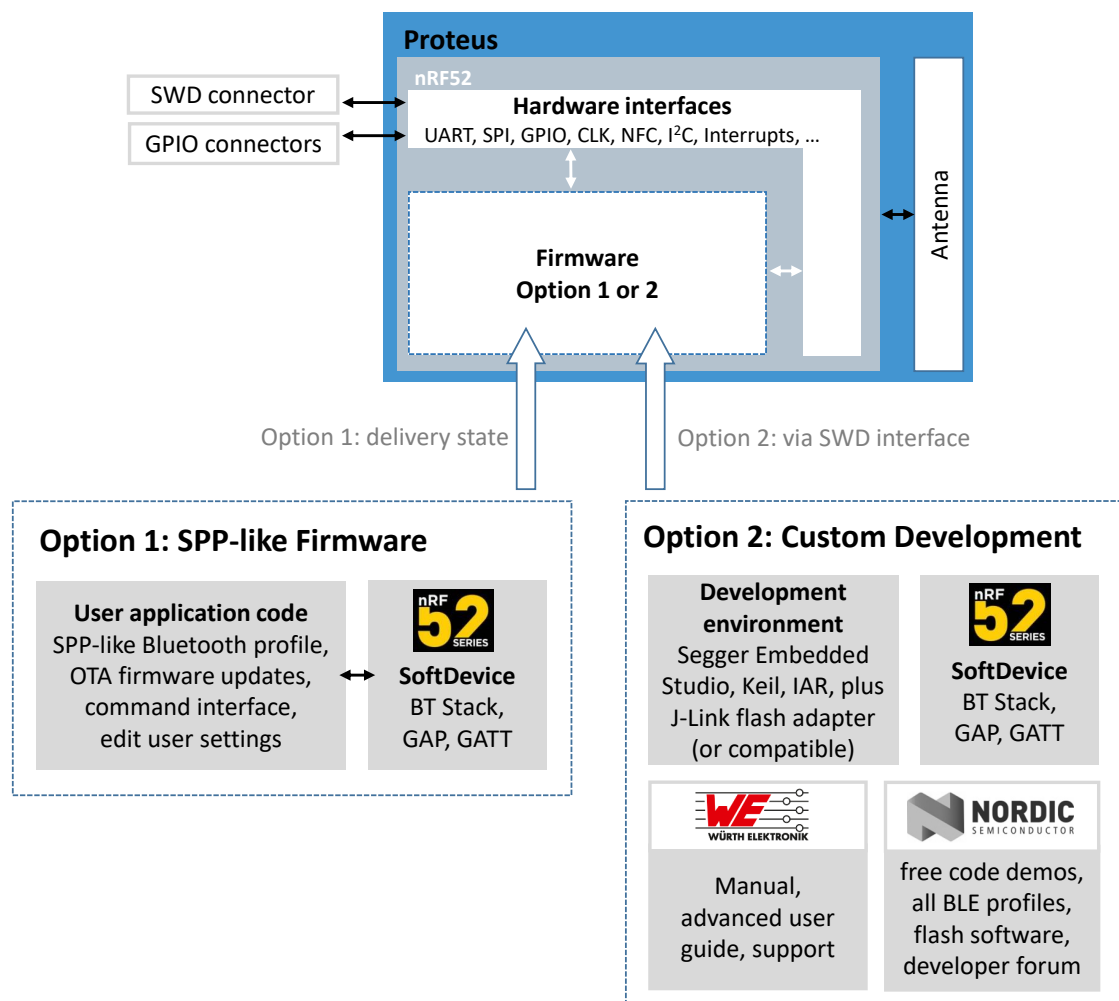 Proteus
nRF52
SWD connector
GPIO connectors
Hardware interfaces
UART, SPI, GPIO, CLK, NFC, I²C, Interrupts, ...
Firmware
Option 1 or 2
Antenna
Option 1: delivery state
Option 2: via SWD interface
Option 1: SPP-like Firmware
User application code
SPP-like Bluetooth profile,
OTA firmware updates,
command interface,
edit user settings
nRF
52
SERIES
SoftDevice
BT Stack,
GAP, GATT
Option 2: Custom Development
Development
environment
Segger Embedded
Studio, Keil, IAR, plus
J-Link flash adapter
(or compatible)
nRF
52
SERIES
SoftDevice
BT Stack,
GAP, GATT
WE
WÜRTH ELEKTRONIK
Manual,
advanced user
guide, support
NORDIC
SEMICONDUCTOR
free code demos,
all BLE profiles,
flash software,
developer forum